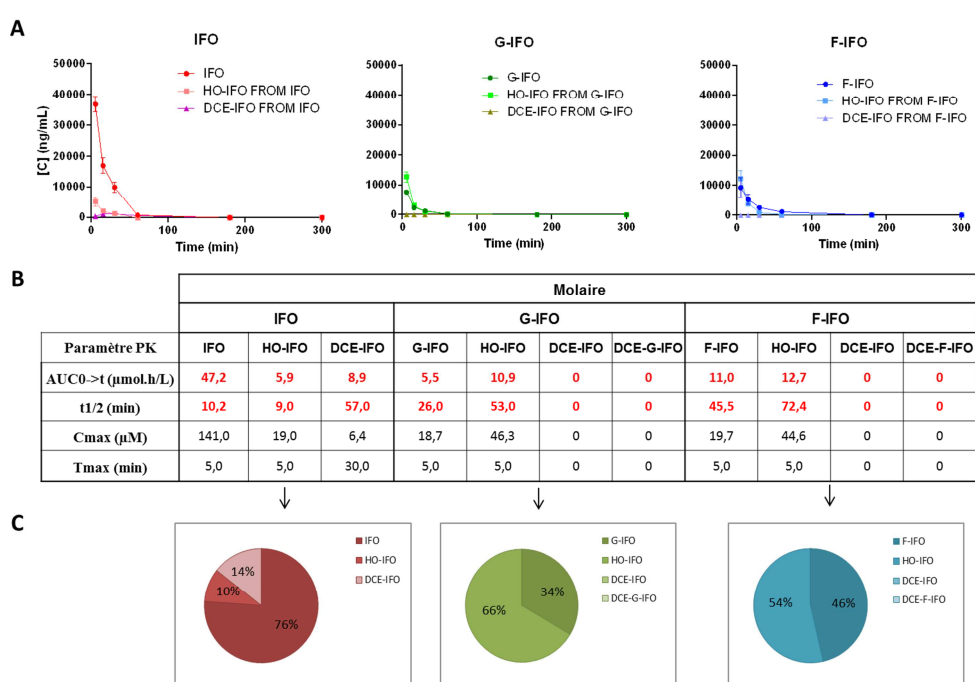 A
IFO
50000
40000
30000
20000
10000
0
[C] (ng/mL)
IFO
HO-IFO FROM IFO
DCE-IFO FROM IFO
0 100 200 300
Time (min)
G-IFO
50000
40000
30000
20000
10000
0
G-IFO
HO-IFO FROM G-IFO
DCE-IFO FROM G-IFO
0 100 200 300
Time (min)
F-IFO
50000
40000
30000
20000
10000
0
F-IFO
HO-IFO FROM F-IFO
DCE-IFO FROM F-IFO
0 100 200 300
Time (min)
B
Molaire
IFO G-IFO F-IFO
Paramètre PK IFO HO-IFO DCE-IFO G-IFO HO-IFO DCE-IFO DCE-G-IFO F-IFO HO-IFO DCE-IFO DCE-F-IFO
AUC0->t (µmol.h/L) 47,2 5,9 8,9 5,5 10,9 0 0 11,0 12,7 0 0
t1/2 (min) 10,2 9,0 57,0 26,0 53,0 0 0 45,5 72,4 0 0
Cmax (µM) 141,0 19,0 6,4 18,7 46,3 0 0 19,7 44,6 0 0
Tmax (min) 5,0 5,0 30,0 5,0 5,0 0 0 5,0 5,0 0 0
C
14%
10%
76%
IFO
HO-IFO
DCE-IFO
66%
34%
G-IFO
HO-IFO
DCE-IFO
DCE-G-IFO
54%
46%
F-IFO
HO-IFO
DCE-IFO
DCE-F-IFO